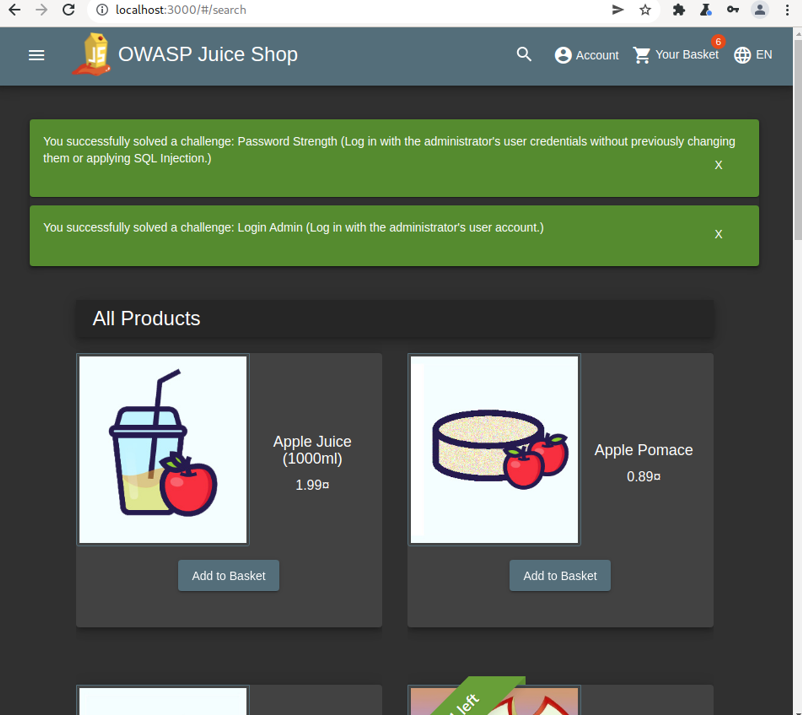 localhost:3000/#/search
OWASP Juice Shop
Account
Your Basket
6
EN
You successfully solved a challenge: Password Strength (Log in with the administrator's user credentials without previously changing
them or applying SQL Injection.)
X
You successfully solved a challenge: Login Admin (Log in with the administrator's user account.)
X
All Products
Apple Juice
(1000ml)
1.99¤
Apple Pomace
0.89¤
Add to Basket
Add to Basket
left